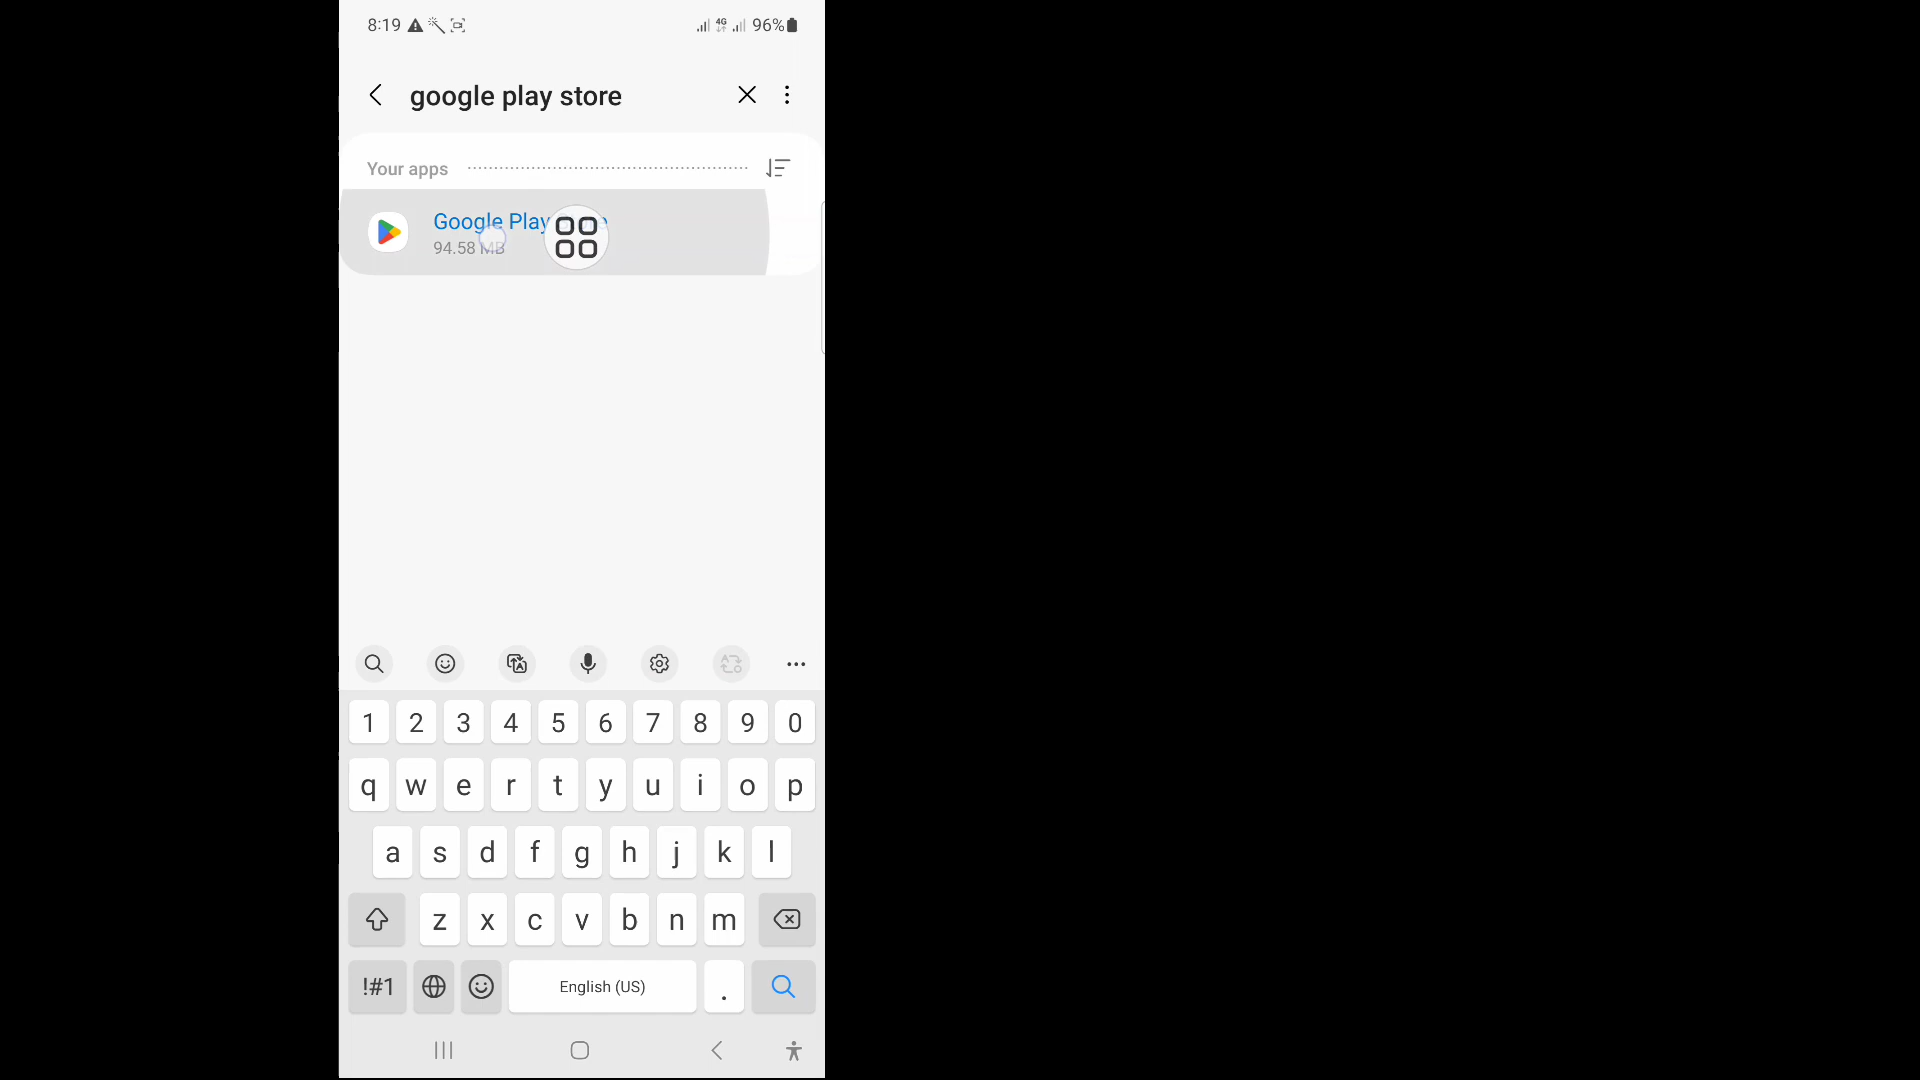 8:19 4G 96%
google play store
Your apps
Google Play
94.58 MB
1 2 3 4 5 6 7 8 9 0
q w e r t y u i o p
a s d f g h j k l
z x c v b n m
!#1 English (US) .